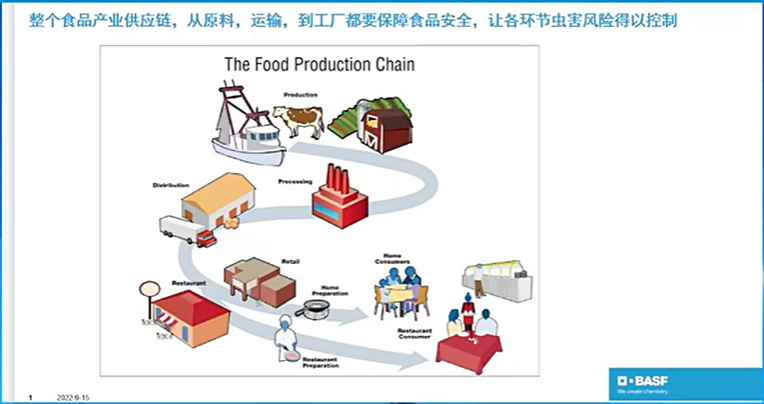 整个食品产业供应链，从原料，运输，到工厂都要保障食品安全，让各环节虫害风险得以控制
The Food Production Chain
Production
Distribution
Processing
Retail
Home
Consumers
Restaurant
Home
Preparation
Restaurant
Consumer
Restaurant
Preparation
BASF
We create chemistry
1
2022-9-15